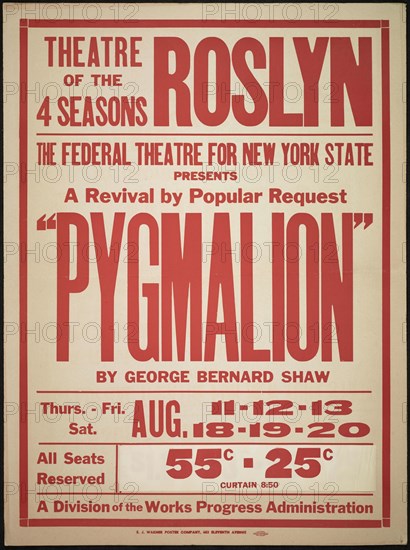 THEATRE
OF THE
4 SEASONS
ROSLYN
THE FEDERAL THEATRE FOR NEW YORK STATE
PRESENTS
A Revival by Popular Request
"PYGMALION"
BY GEORGE BERNARD SHAW
Thurs. - Fri.
Sat.
AUG.
11-12-13
18-19-20
All Seats
Reserved
55c - 25c
CURTAIN 8:50
A Division of the Works Progress Administration
PHOTO12